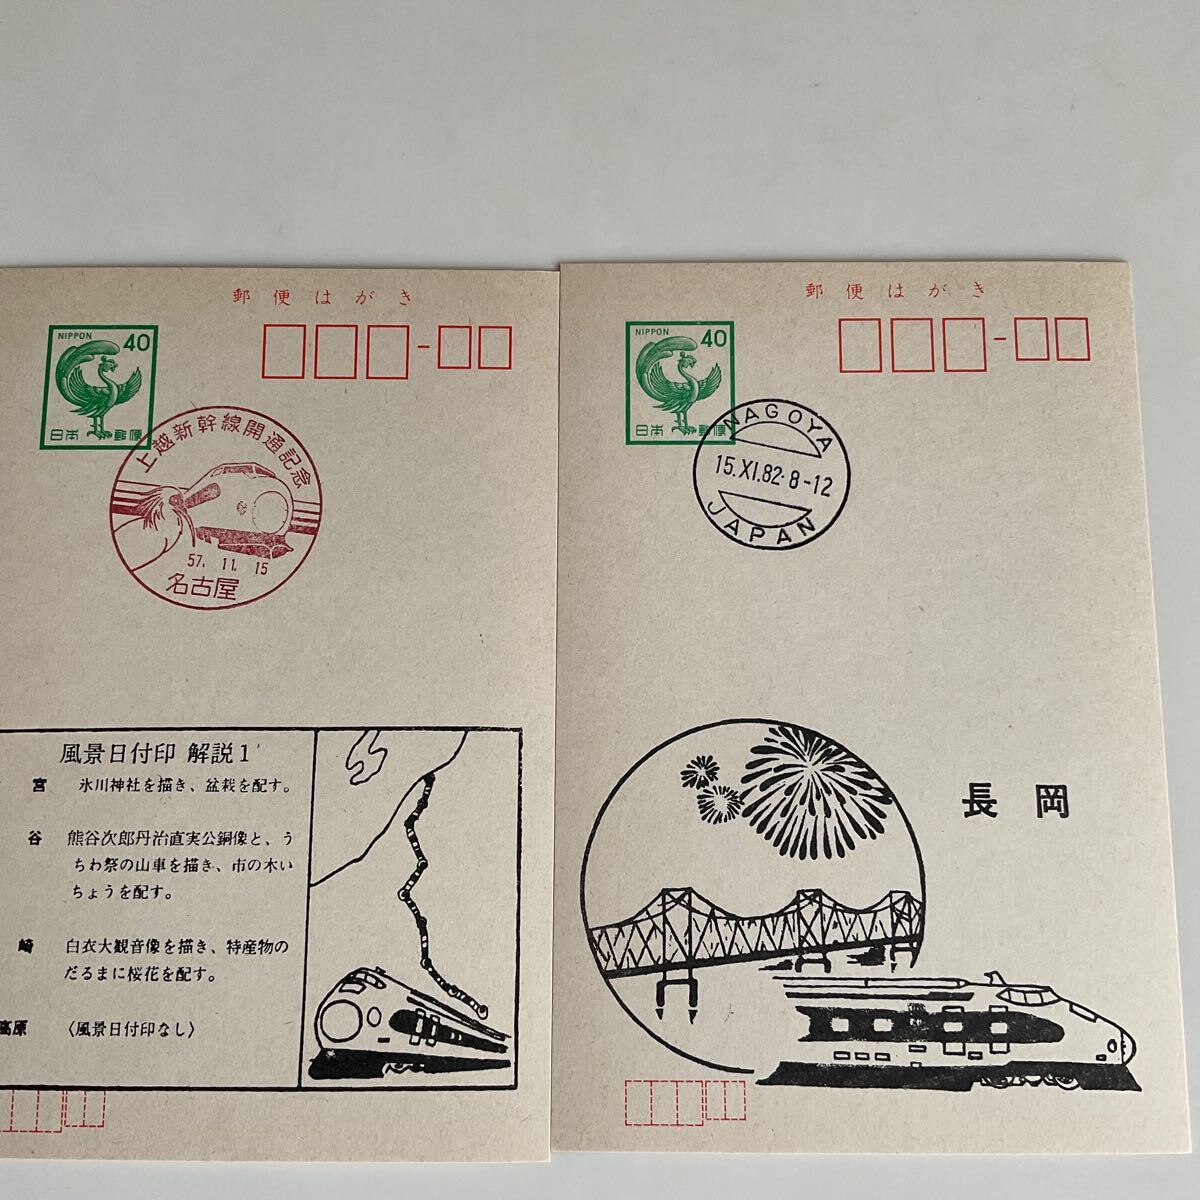 郵便はがき
NIPPON 40
日本郵便
上越新幹線開通記念
57. 11. 15
名古屋
風景日付印 解説1
宮 氷川神社を描き、盆栽を配す。
谷 熊谷次郎丹治直実公銅像と、う
ちわ祭の山車を描き、市の木い
ちょうを配す。
崎 白衣大観音像を描き、特産物の
だるまに桜花を配す。
高原 〈風景日付印なし〉
郵便はがき
NIPPON 40
日本郵便
NAGOYA
15.XI.82.8-12
JAPAN
長岡